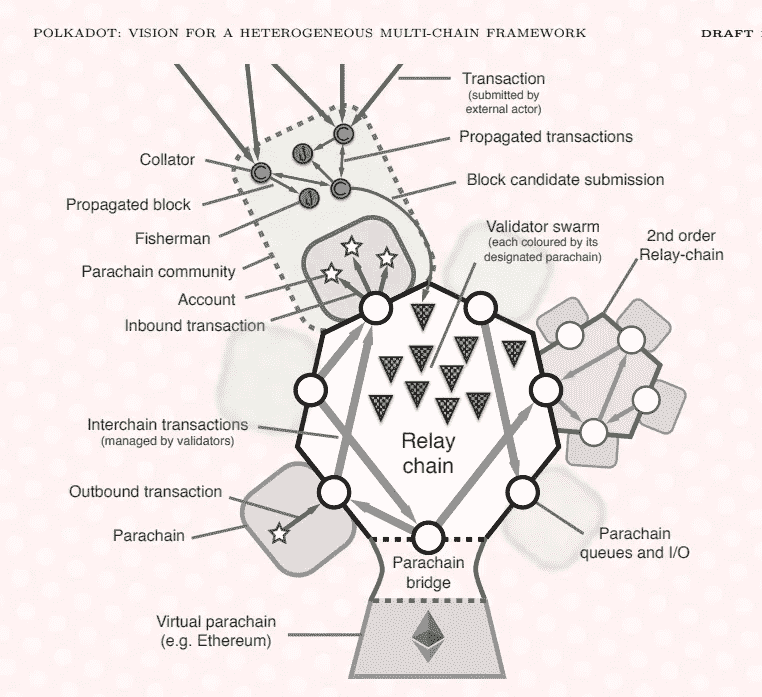 POLKADOT: VISION FOR A HETEROGENEOUS MULTI-CHAIN FRAMEWORK
DRAFT
Transaction
(submitted by
external actor)
Propagated transactions
Block candidate submission
Collator
Propagated block
Fisherman
Parachain community
Account
Inbound transaction
Validator swarm
(each coloured by its
designated parachain)
2nd order
Relay-chain
Interchain transactions
(managed by validators)
Relay
chain
Outbound transaction
Parachain
Parachain
queues and I/O
Parachain
bridge
Virtual parachain
(e.g. Ethereum)
C
C
C